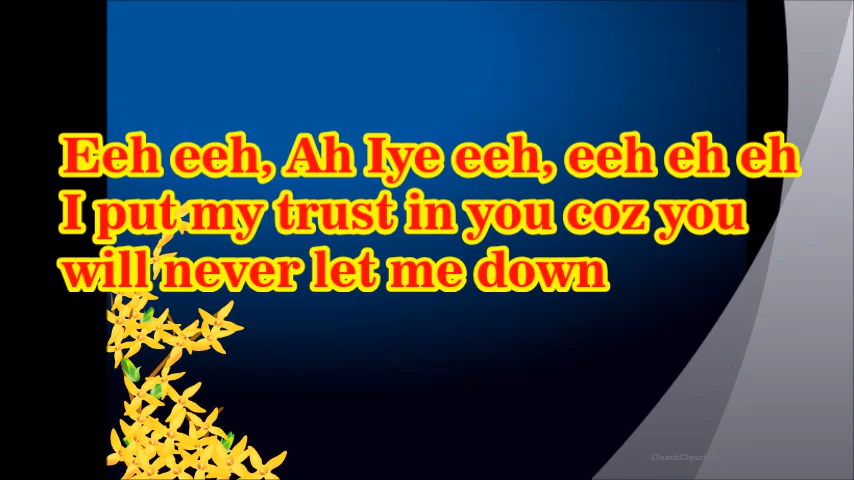 Eeh eeh, Ah Iye eeh, eeh eh eh
I put my trust in you coz you
will never let me down